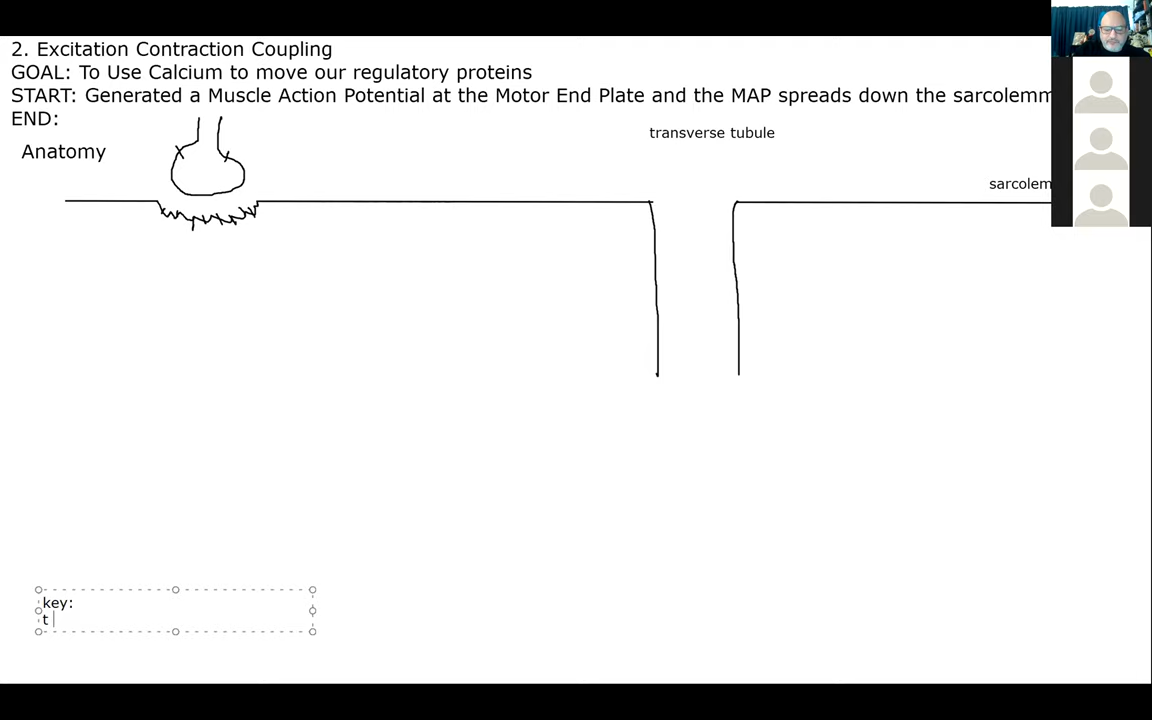 2. Excitation Contraction Coupling
GOAL: To Use Calcium to move our regulatory proteins
START: Generated a Muscle Action Potential at the Motor End Plate and the MAP spreads down the sarcolemm
END:
transverse tubule
Anatomy
sarcolem
key:
t